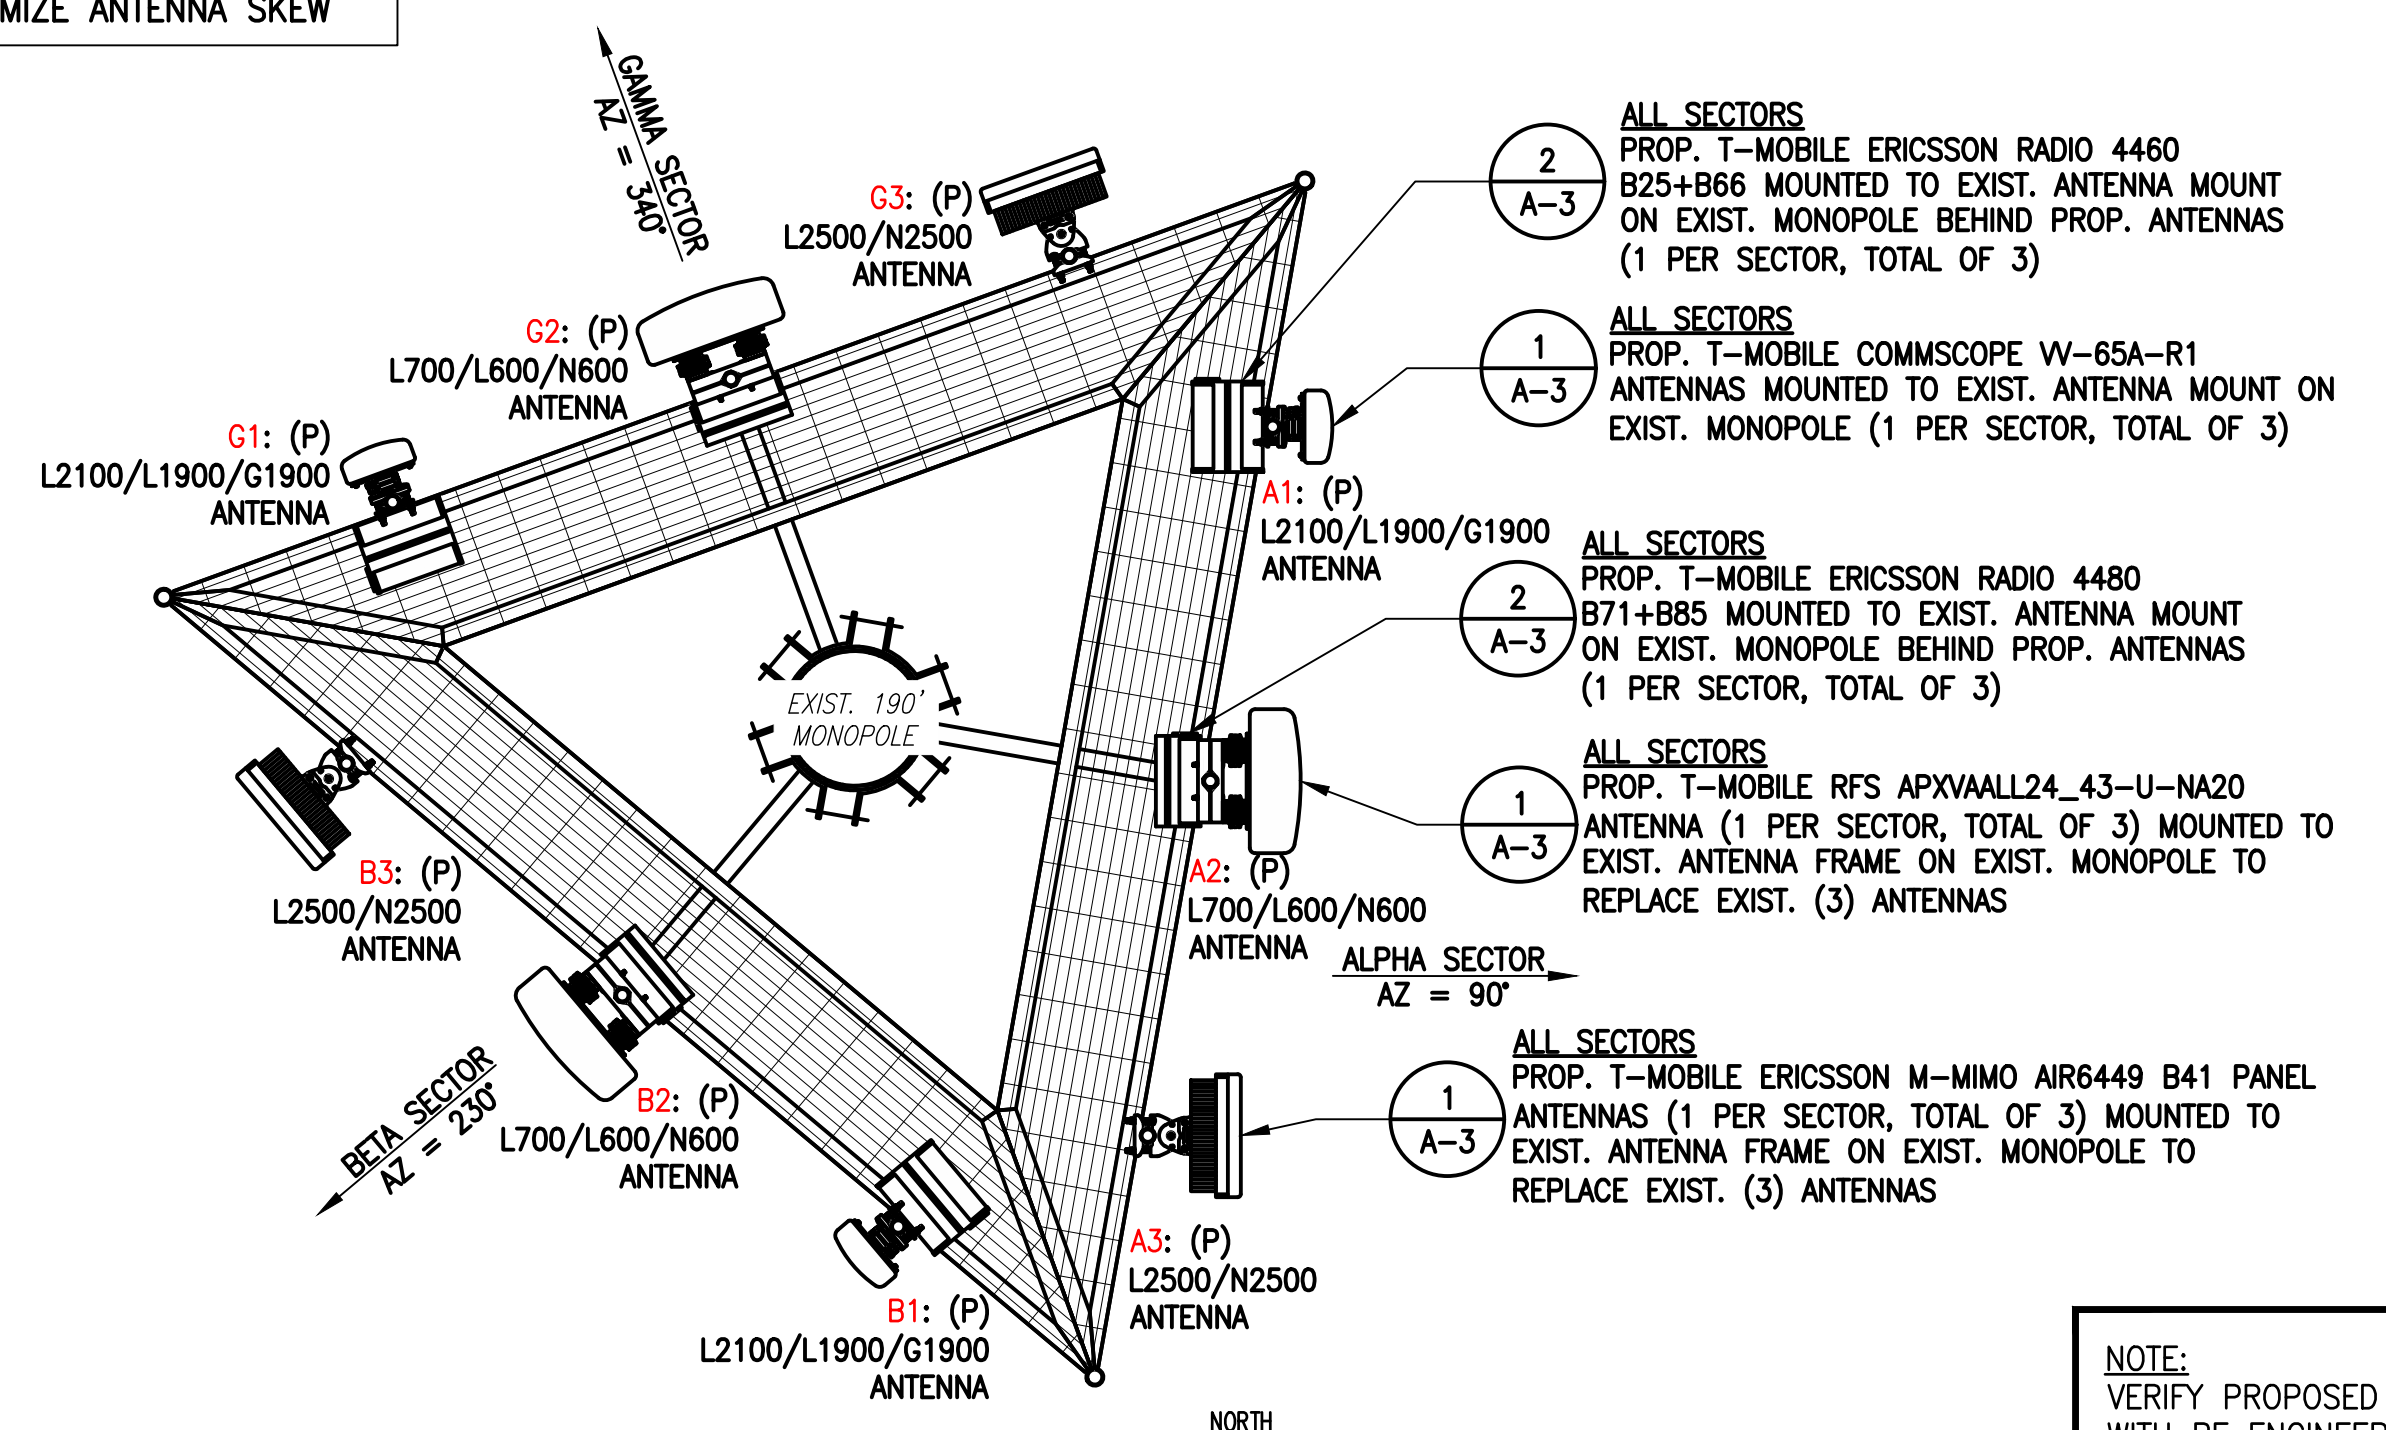 MIZE ANTENNA SKEW
GAMMA SECTOR
AZ = 340°
G3: (P)
L2500/N2500
ANTENNA
G2: (P)
L700/L600/N600
ANTENNA
G1: (P)
L2100/L1900/G1900
ANTENNA
2
A-3
ALL SECTORS
PROP. T-MOBILE ERICSSON RADIO 4460
B25+B66 MOUNTED TO EXIST. ANTENNA MOUNT
ON EXIST. MONOPOLE BEHIND PROP. ANTENNAS
(1 PER SECTOR, TOTAL OF 3)
1
A-3
ALL SECTORS
PROP. T-MOBILE COMMSCOPE VV-65A-R1
ANTENNAS MOUNTED TO EXIST. ANTENNA MOUNT ON
EXIST. MONOPOLE (1 PER SECTOR, TOTAL OF 3)
A1: (P)
L2100/L1900/G1900
ANTENNA
2
A-3
ALL SECTORS
PROP. T-MOBILE ERICSSON RADIO 4480
B71+B85 MOUNTED TO EXIST. ANTENNA MOUNT
ON EXIST. MONOPOLE BEHIND PROP. ANTENNAS
(1 PER SECTOR, TOTAL OF 3)
EXIST. 190'
MONOPOLE
1
A-3
ALL SECTORS
PROP. T-MOBILE RFS APXVAALL24_43-U-NA20
ANTENNA (1 PER SECTOR, TOTAL OF 3) MOUNTED TO
EXIST. ANTENNA FRAME ON EXIST. MONOPOLE TO
REPLACE EXIST. (3) ANTENNAS
A2: (P)
L700/L600/N600
ANTENNA
ALPHA SECTOR
AZ = 90°
B3: (P)
L2500/N2500
ANTENNA
BETA SECTOR
AZ = 230°
B2: (P)
L700/L600/N600
ANTENNA
1
A-3
ALL SECTORS
PROP. T-MOBILE ERICSSON M-MIMO AIR6449 B41 PANEL
ANTENNAS (1 PER SECTOR, TOTAL OF 3) MOUNTED TO
EXIST. ANTENNA FRAME ON EXIST. MONOPOLE TO
REPLACE EXIST. (3) ANTENNAS
A3: (P)
L2500/N2500
ANTENNA
B1: (P)
L2100/L1900/G1900
ANTENNA
NORTH
NOTE:
VERIFY PROPOSED
WITH RF ENGINEER